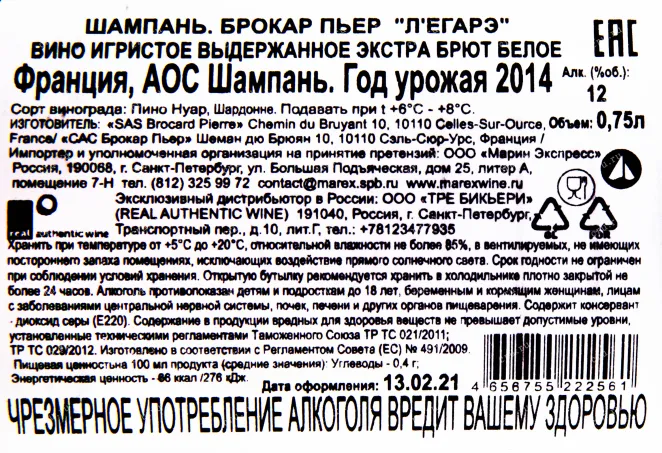 ШАМПАНЬ. БРОКАР ПЬЕР "Л'ЕГАРЭ"
ВИНО ИГРИСТОЕ ВЫДЕРЖАННОЕ ЭКСТРА БРЮТ БЕЛОЕ
EAC
Франция, АОС Шампань. Год урожая 2014
Алк. (%об.):
12
Сорт винограда: Пино Нуар, Шардонне. Подавать при t +6°C - +8°C.
ИЗГОТОВИТЕЛЬ: «SAS Brocard Pierre» Chemin du Bruyant 10, 10110 Celles-Sur-Ource,
Объем: 0,75л
France/ «САС Брокар Пьер» Шеман дю Брюян 10, 10110 Сэль-Сюр-Урс, Франция /
Импортер и уполномоченная организация на принятие претензий: ООО «Марин Экспресс»
Россия, 190068, г. Санкт-Петербург, ул. Большая Подъяческая, дом 25, литер А,
помещение 7-Н тел. (812) 325 99 72 contact@marex.spb.ru www.marexwine.ru
Эксклюзивный дистрибьютор в России: ООО «ТРЕ БИКЬЕРИ»
(REAL AUTHENTIC WINE) 191040, Россия, г. Санкт-Петербург,
Транспортный пер., д.10, лит.Г, тел.: +78123477935
real authentic wine
Хранить при температуре от +5°C до +20°C, относительной влажности не более 85%, в вентилируемых, не имеющих
постороннего запаха помещениях, исключающих воздействие прямого солнечного света. Срок годности не ограничен
при соблюдении условий хранения. Открытую бутылку рекомендуется хранить в холодильнике плотно закрытой не
более 24 часов. Алкоголь противопоказан детям и подросткам до 18 лет, беременным и кормящим женщинам, лицам
с заболеваниями центральной нервной системы, почек, печени и других органов пищеварения. Содержит консервант
- диоксид серы (E220). Содержание в продукции вредных для здоровья веществ не превышает допустимые уровни,
установленные техническими регламентами Таможенного Союза ТР ТС 021/2011;
ТР ТС 029/2012. Изготовлено в соответствии с Регламентом Совета (ЕС) № 491/2009.
Пищевая ценностьна 100 мл продукта (средние значения): Углеводы - 0,4 г;
Энергетическая ценность - 66 ккал /276 кДж.
Дата оформления: 13.02.21
4 656755 222561
ЧРЕЗМЕРНОЕ УПОТРЕБЛЕНИЕ АЛКОГОЛЯ ВРЕДИТ ВАШЕМУ ЗДОРОВЬЮ